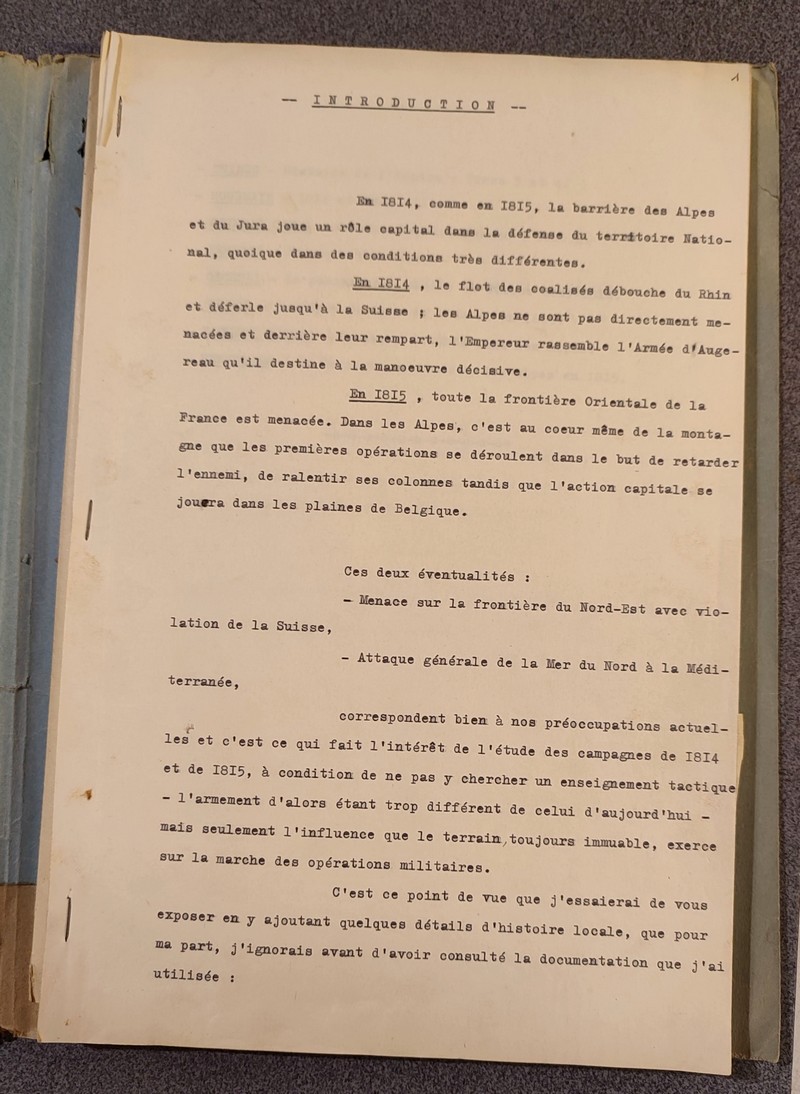 1
-- INTRODUCTION --
En I8I4, comme en I8I5, la barrière des Alpes
et du Jura joue un rôle capital dans la défense du territoire Natio-
nal, quoique dans des conditions très différentes.
En I8I4 , le flot des coalisés débouche du Rhin
et déferle jusqu'à la Suisse ; les Alpes ne sont pas directement me-
nacées et derrière leur rempart, l'Empereur rassemble l'Armée d'Auge-
reau qu'il destine à la manoeuvre décisive.
En I8I5 , toute la frontière Orientale de la
France est menacée. Dans les Alpes, c'est au coeur même de la monta-
gne que les premières opérations se déroulent dans le but de retarder
l'ennemi, de ralentir ses colonnes tandis que l'action capitale se
jouera dans les plaines de Belgique.
Ces deux éventualités :
- Menace sur la frontière du Nord-Est avec vio-
lation de la Suisse,
- Attaque générale de la Mer du Nord à la Médi-
terranée,
correspondent bien à nos préoccupations actuel-
les et c'est ce qui fait l'intérêt de l'étude des campagnes de I8I4
et de I8I5, à condition de ne pas y chercher un enseignement tactique
- l'armement d'alors étant trop différent de celui d'aujourd'hui -
mais seulement l'influence que le terrain, toujours immuable, exerce
sur la marche des opérations militaires.
C'est ce point de vue que j'essaierai de vous
exposer en y ajoutant quelques détails d'histoire locale, que pour
ma part, j'ignorais avant d'avoir consulté la documentation que j'ai
utilisée :